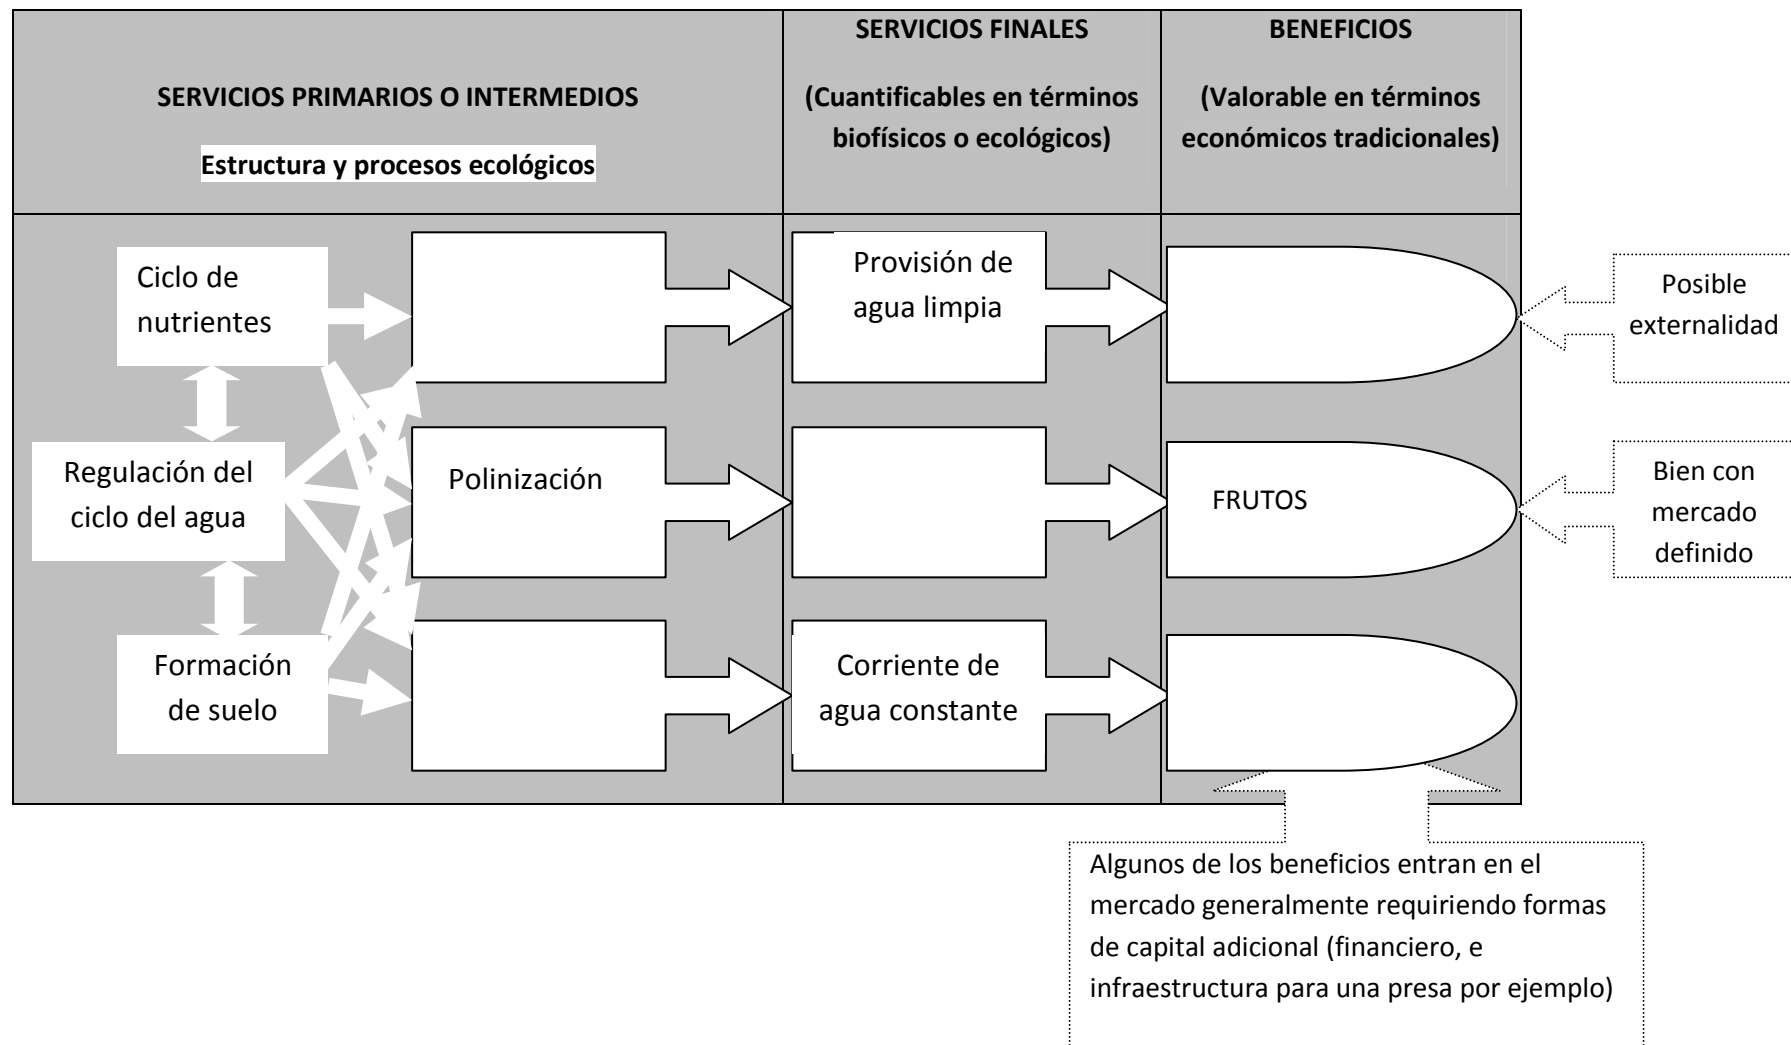 SERVICIOS PRIMARIOS O INTERMEDIOS
Estructura y procesos ecológicos
SERVICIOS FINALES
(Cuantificables en términos
biofísicos o ecológicos)
BENEFICIOS
(Valorable en términos
económicos tradicionales)
Ciclo de
nutrientes
Provisión de
agua limpia
Posible
externalidad
Regulación del
ciclo del agua
Polinización
FRUTOS
Bien con
mercado
definido
Formación
de suelo
Corriente de
agua constante
Algunos de los beneficios entran en el
mercado generalmente requiriendo formas
de capital adicional (financiero, e
infraestructura para una presa por ejemplo)